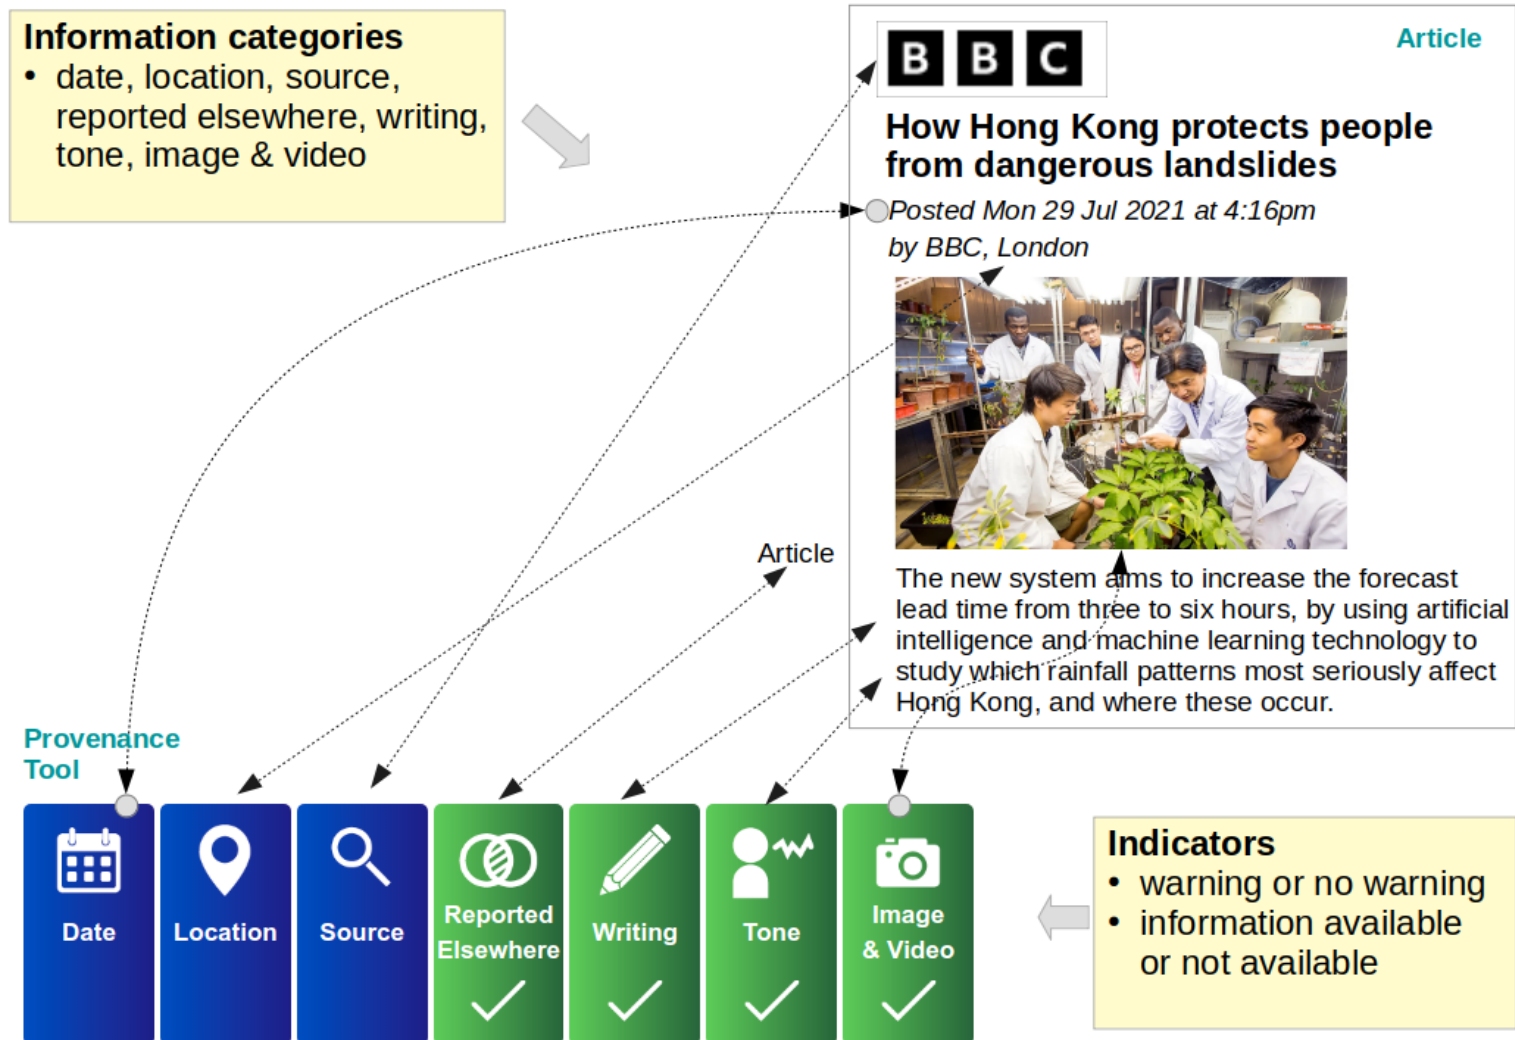 Information categories
• date, location, source,
reported elsewhere, writing,
tone, image & video
Article
BBC
How Hong Kong protects people
from dangerous landslides
Posted Mon 29 Jul 2021 at 4:16pm
by BBC, London
Article
The new system aims to increase the forecast
lead time from three to six hours, by using artificial
intelligence and machine learning technology to
study which rainfall patterns most seriously affect
Hong Kong, and where these occur.
Provenance
Tool
Date
Location
Source
Reported
Elsewhere
Writing
Tone
Image
& Video
Indicators
• warning or no warning
• information available
or not available